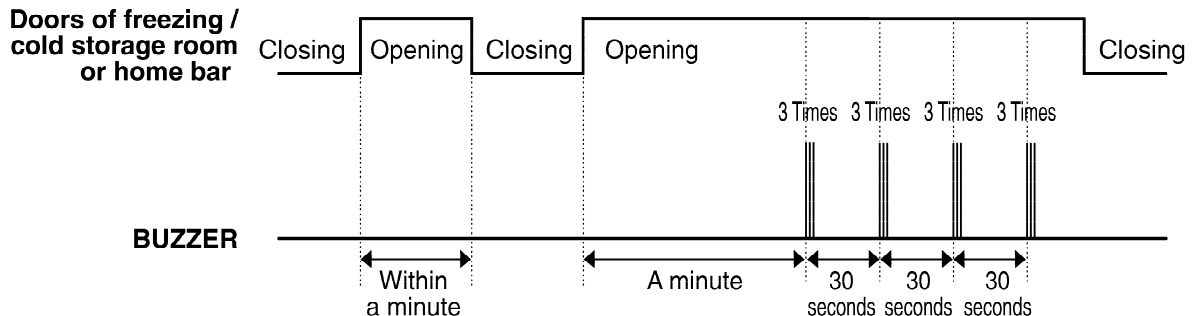 Doors of freezing /
cold storage room
or home bar
Closing Opening Closing Opening Closing
3 Times 3 Times 3 Times 3 Times
BUZZER
Within
a minute
A minute
30
seconds
30
seconds
30
seconds